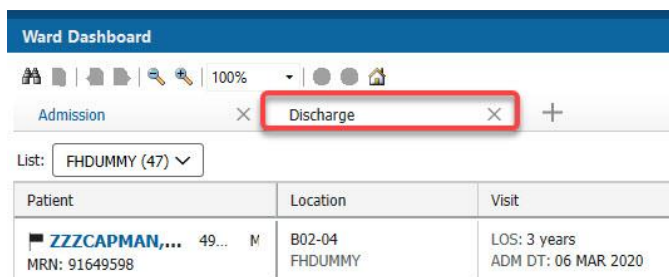 Ward Dashboard
100%
Admission Discharge
List: FHDUMMY (47)
Patient Location Visit
ZZZCAPMAN,... 49... M B02-04 LOS: 3 years
MRN: 91649598 FHDUMMY ADM DT: 06 MAR 2020